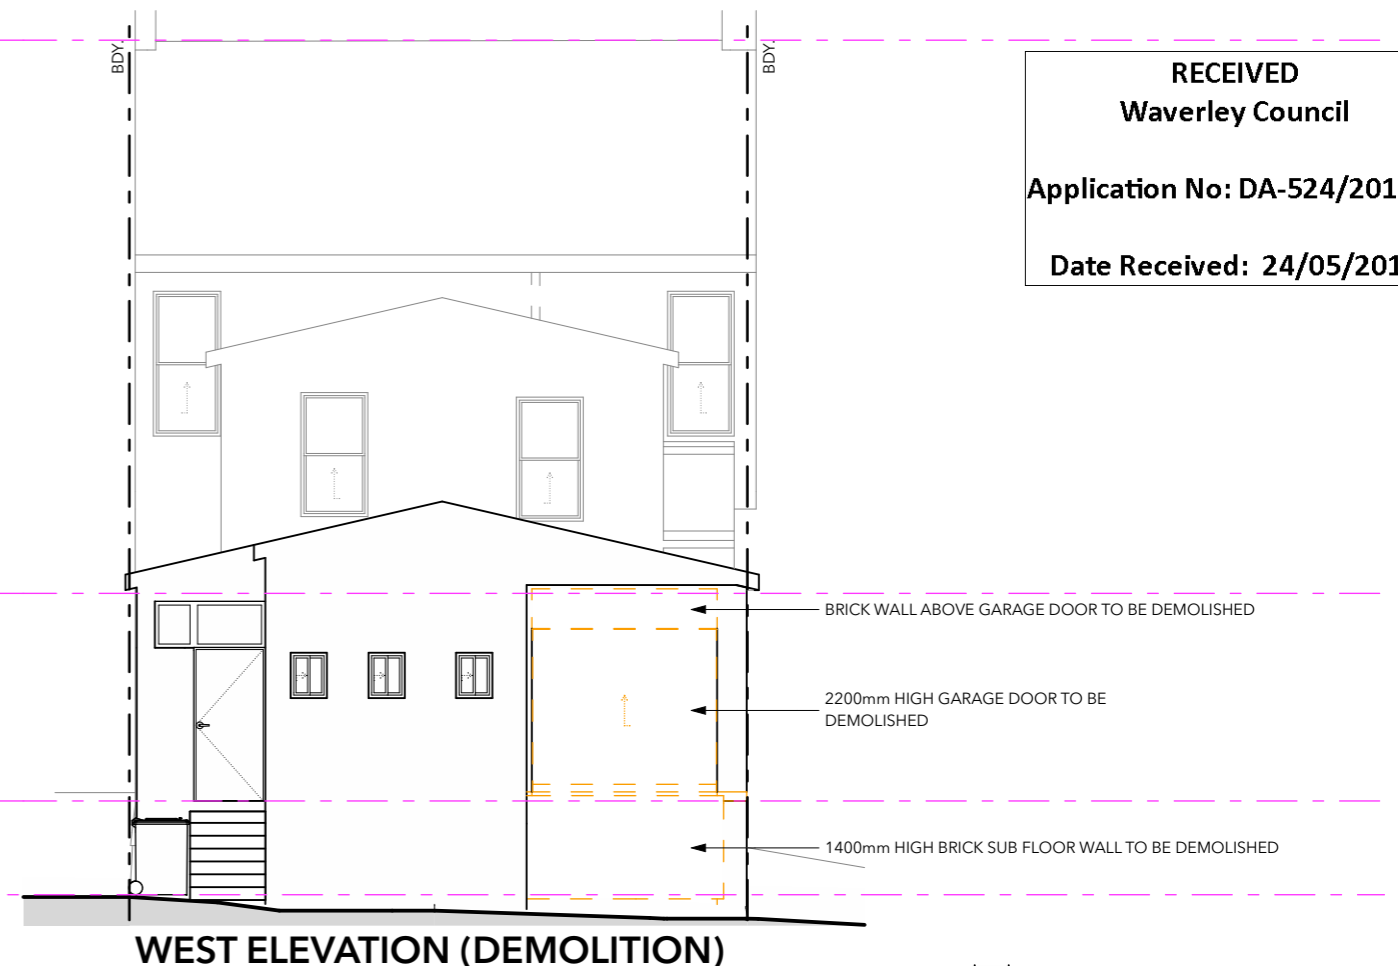 BDY.
BDY.
RECEIVED
Waverley Council
Application No: DA-524/201
Date Received: 24/05/201
BRICK WALL ABOVE GARAGE DOOR TO BE DEMOLISHED
2200mm HIGH GARAGE DOOR TO BE
DEMOLISHED
1400mm HIGH BRICK SUB FLOOR WALL TO BE DEMOLISHED
WEST ELEVATION (DEMOLITION)